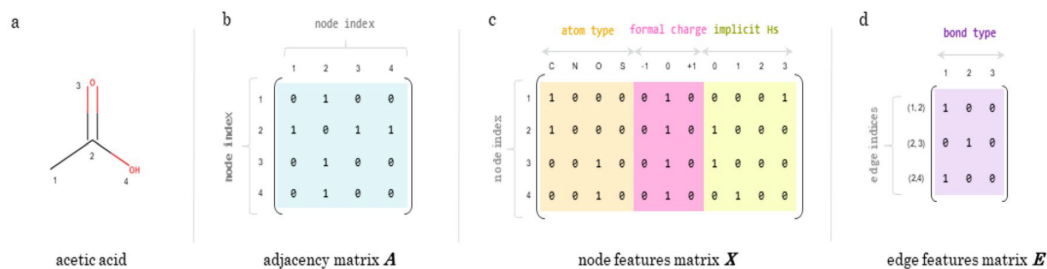 a
3
O
2
1
4
OH
acetic acid
b
node index
1 2 3 4
node index
1 0 1 0 0
2 1 0 1 1
3 0 1 0 0
4 0 1 0 0
adjacency matrix A
c
atom type formal charge implicit Hs
C N O S -1 0 +1 0 1 2 3
node index
1 1 0 0 0 0 1 0 0 0 0 1
2 1 0 0 0 0 1 0 1 0 0 0
3 0 0 1 0 0 1 0 1 0 0 0
4 0 0 1 0 0 1 0 0 1 0 0
node features matrix X
d
bond type
1 2 3
edge indices
(1, 2) 1 0 0
(2, 3) 0 1 0
(2,4) 1 0 0
edge features matrix E